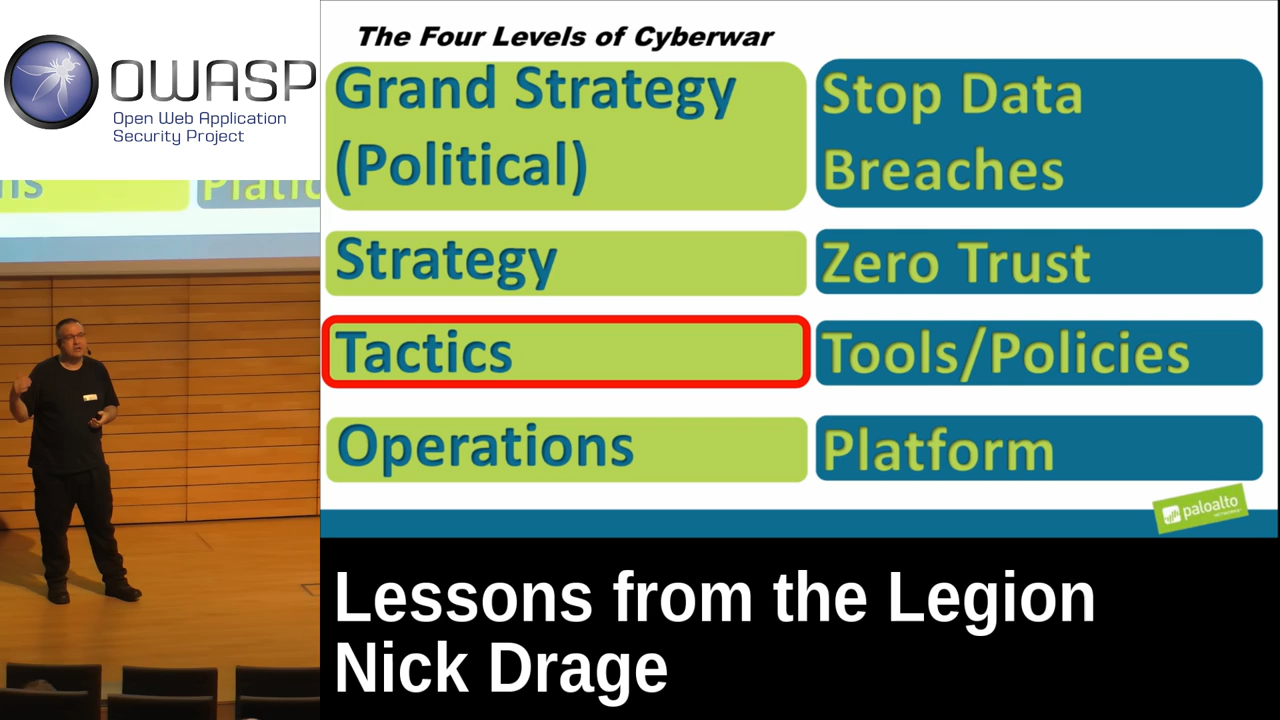 OWASP
Open Web Application
Security Project
The Four Levels of Cyberwar
Grand Strategy
(Political)
Stop Data
Breaches
Strategy
Zero Trust
Tactics
Tools/Policies
Operations
Platform
paloalto
Lessons from the Legion
Nick Drage